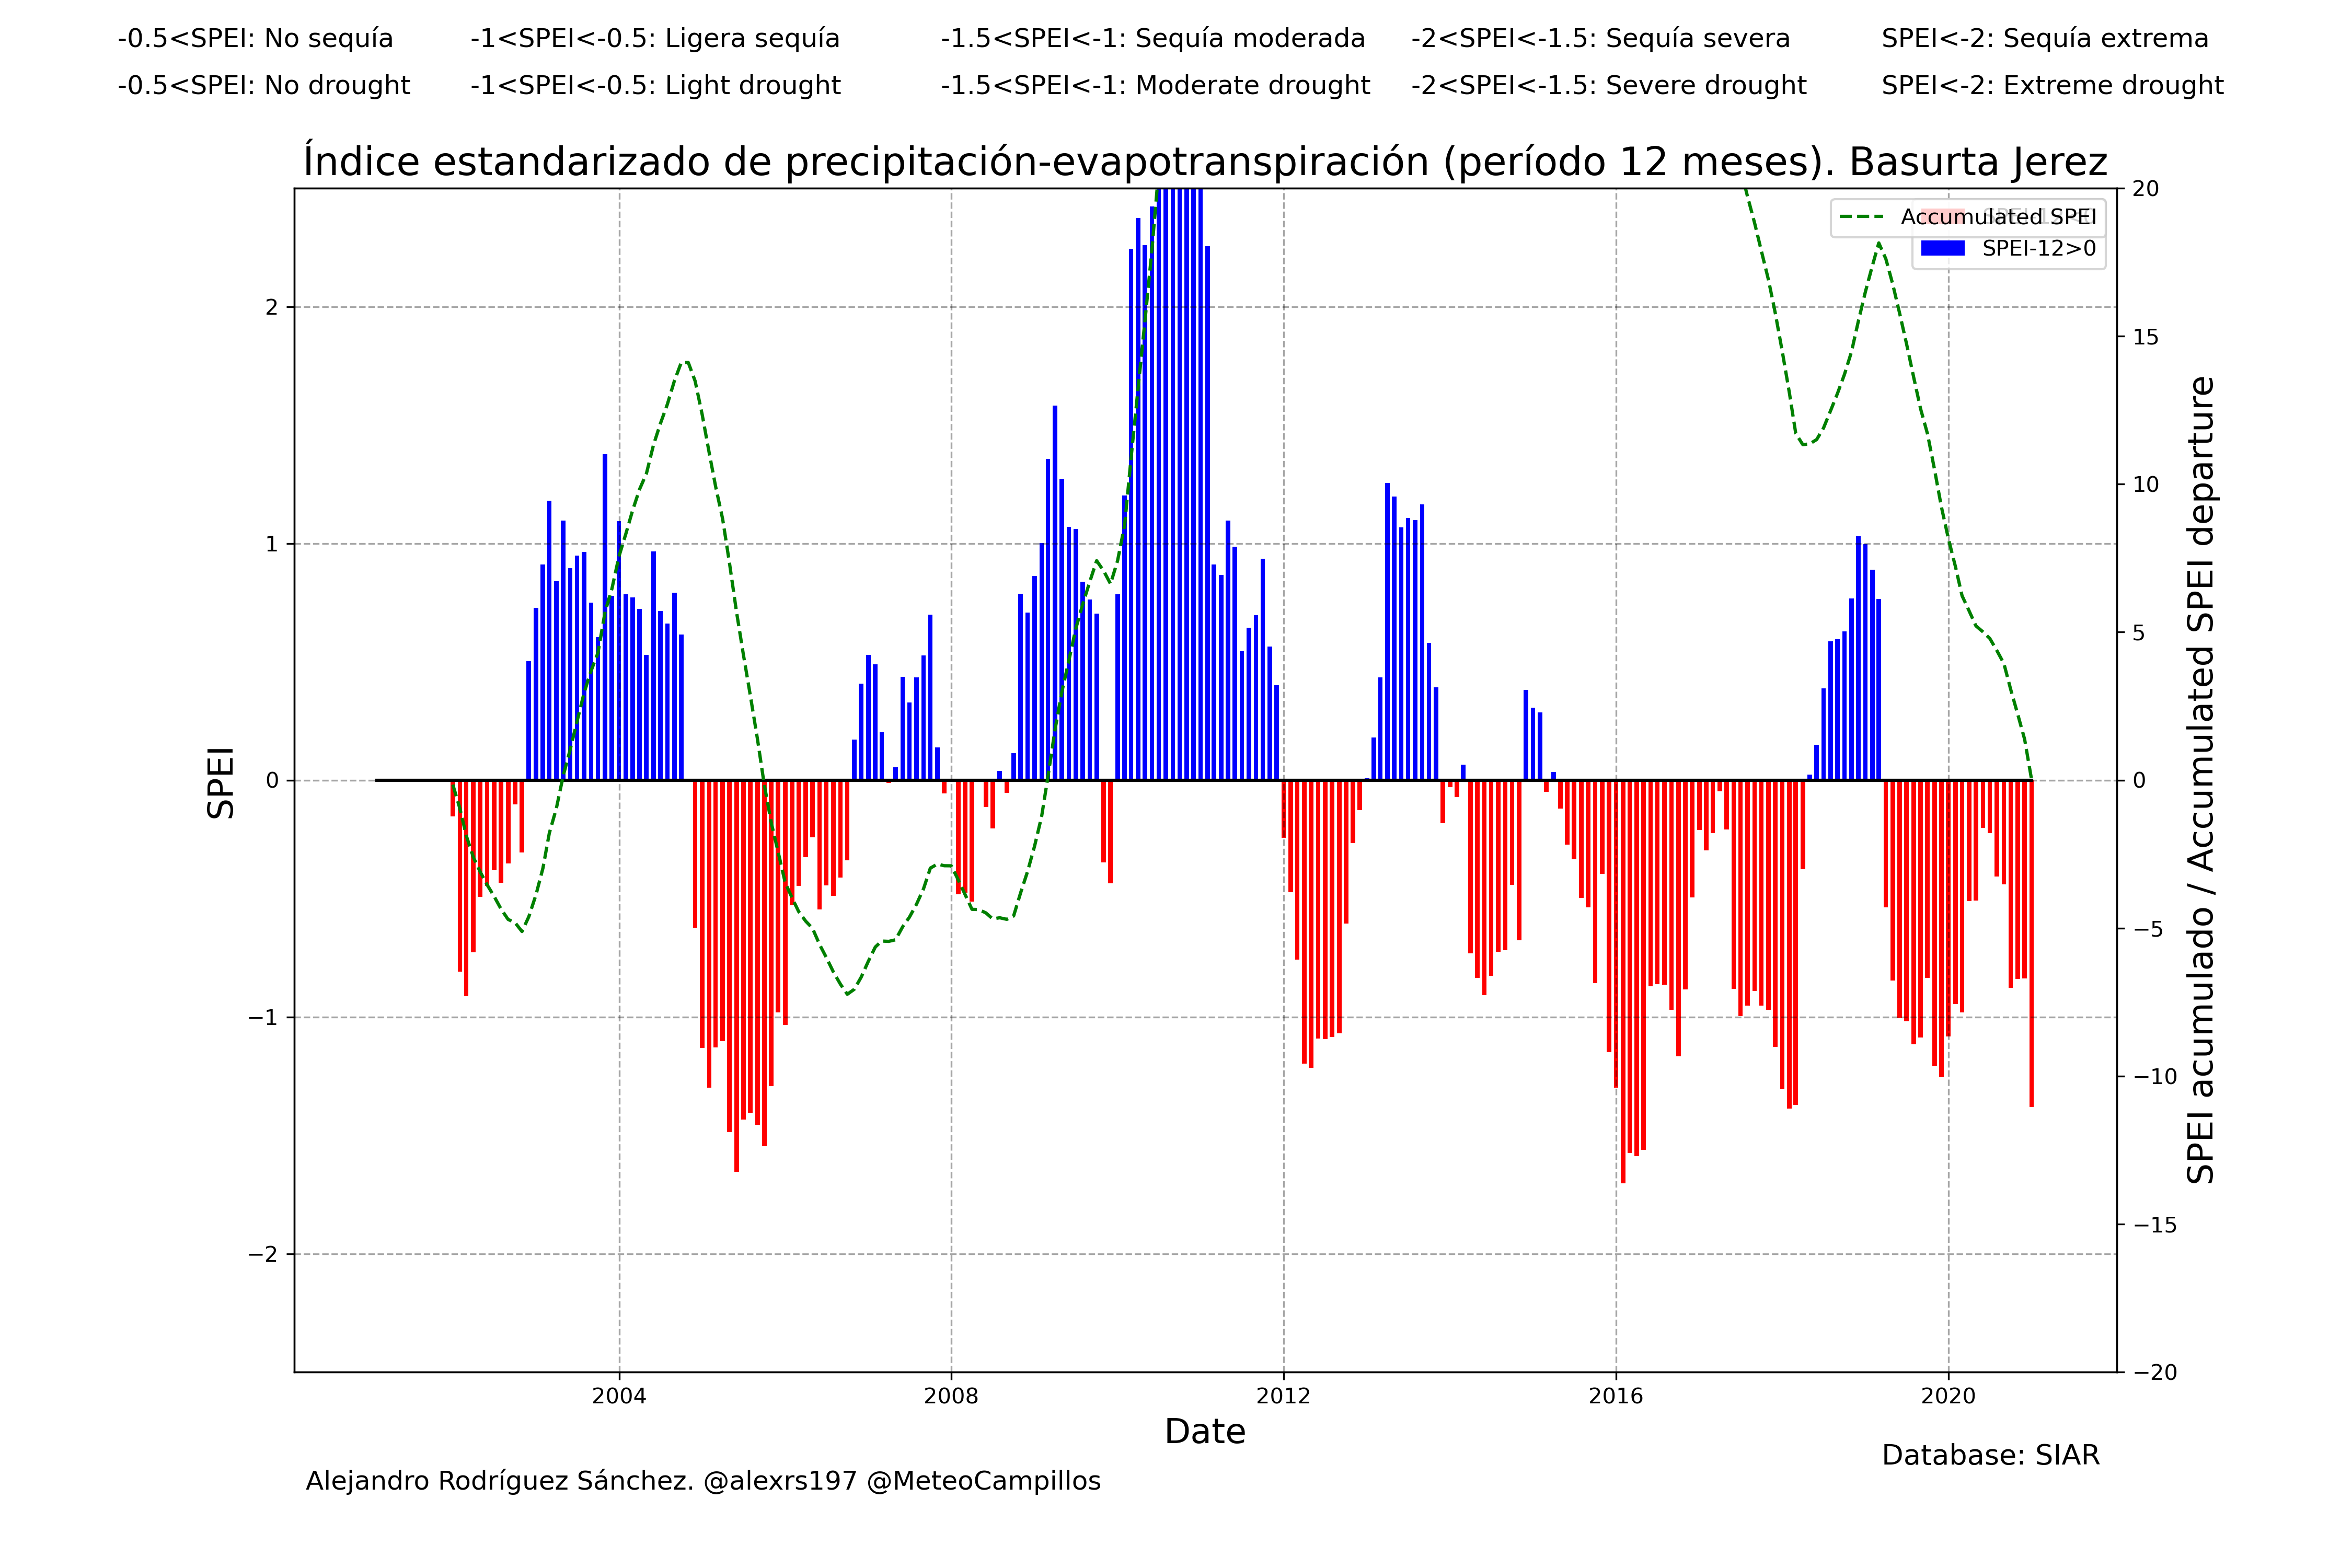 -0.5<SPEI: No sequía -1<SPEI<-0.5: Ligera sequía -1.5<SPEI<-1: Sequía moderada -2<SPEI<-1.5: Sequía severa SPEI<-2: Sequía extrema
-0.5<SPEI: No drought -1<SPEI<-0.5: Light drought -1.5<SPEI<-1: Moderate drought -2<SPEI<-1.5: Severe drought SPEI<-2: Extreme drought
Índice estandarizado de precipitación-evapotranspiración (período 12 meses). Basurta Jerez
Accumulated SPEI
SPEI-12>0
SPEI
2
1
0
−1
−2
20
15
10
5
0
−5
−10
−15
−20
SPEI acumulado / Accumulated SPEI departure
2004 2008 2012 2016 2020
Date
Database: SIAR
Alejandro Rodríguez Sánchez. @alexrs197 @MeteoCampillos